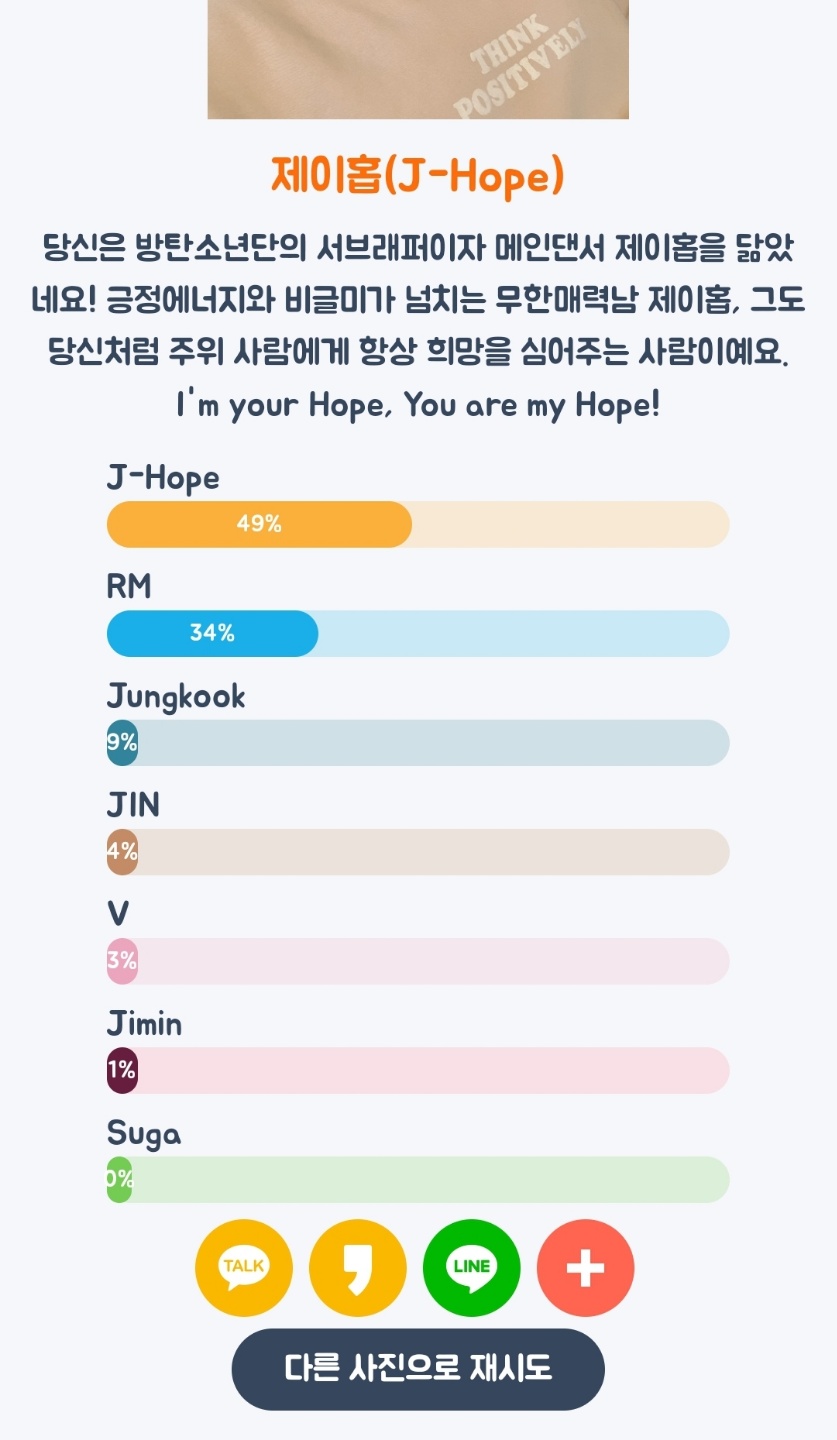 THINK
POSITIVELY
제이홉(J-Hope)
당신은 방탄소년단의 서브래퍼이자 메인댄서 제이홉을 닮았
네요! 긍정에너지와 비글미가 넘치는 무한매력남 제이홉, 그도
당신처럼 주위 사람에게 항상 희망을 심어주는 사람이예요.
I'm your Hope, You are my Hope!
J-Hope
49%
RM
34%
Jungkook
9%
JIN
4%
V
3%
Jimin
1%
Suga
0%
TALK
LINE
다른 사진으로 재시도